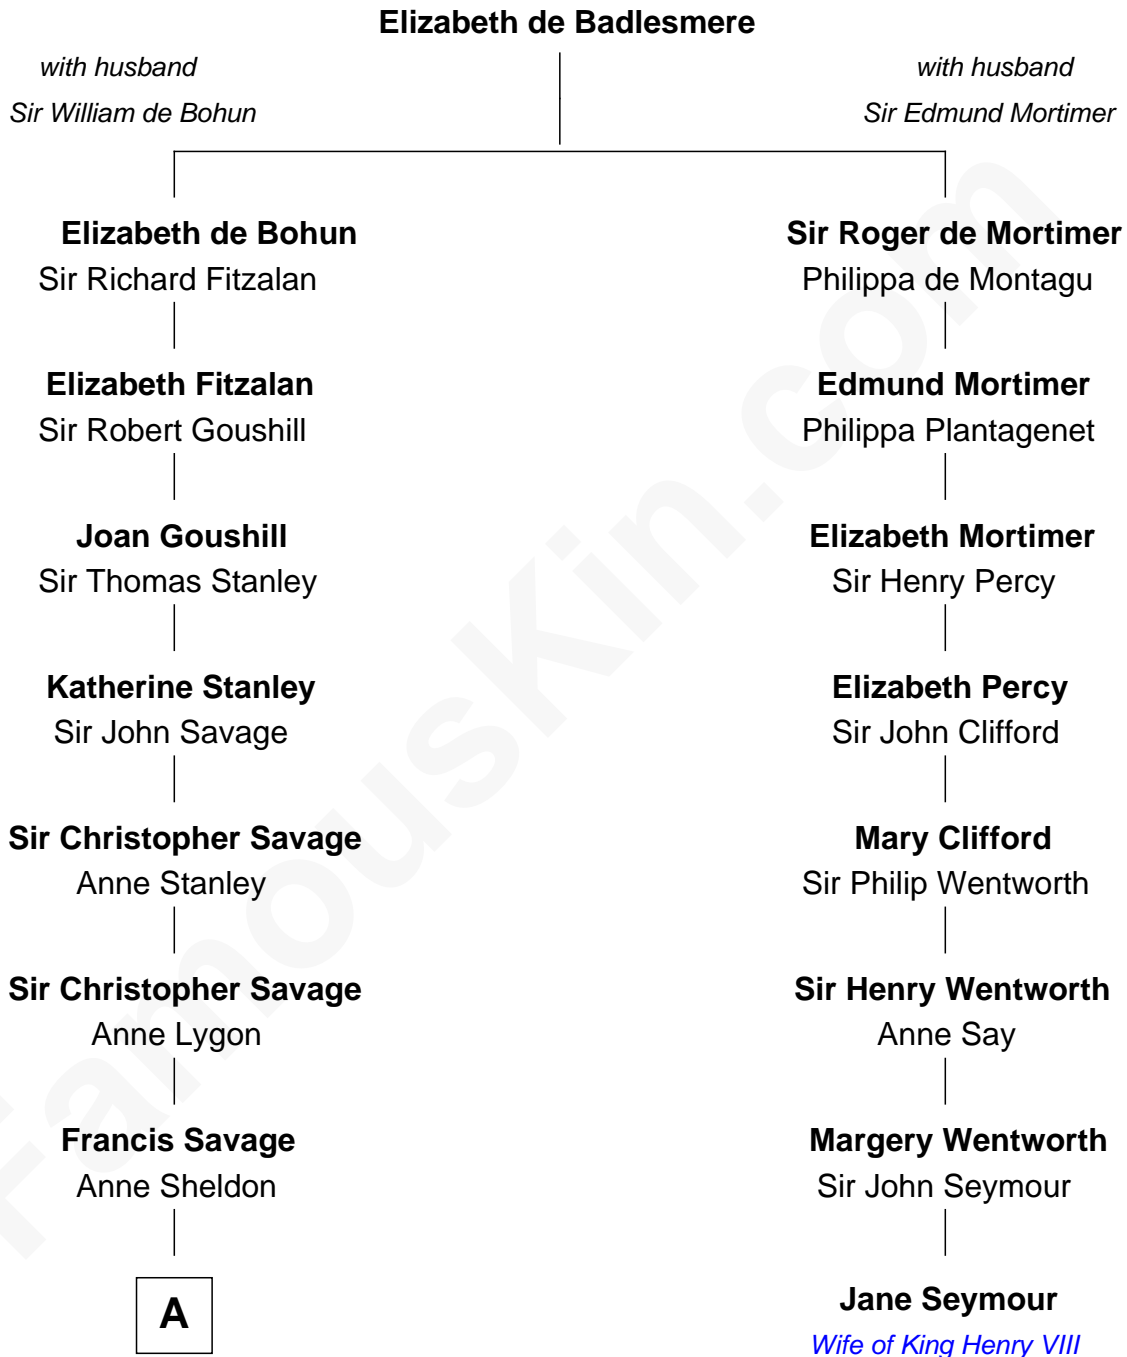 Elizabeth de Badlesmere
with husband
Sir William de Bohun
with husband
Sir Edmund Mortimer
Elizabeth de Bohun
Sir Richard Fitzalan
Elizabeth Fitzalan
Sir Robert Goushill
Joan Goushill
Sir Thomas Stanley
Katherine Stanley
Sir John Savage
Sir Christopher Savage
Anne Stanley
Sir Christopher Savage
Anne Lygon
Francis Savage
Anne Sheldon
A
Sir Roger de Mortimer
Philippa de Montagu
Edmund Mortimer
Philippa Plantagenet
Elizabeth Mortimer
Sir Henry Percy
Elizabeth Percy
Sir John Clifford
Mary Clifford
Sir Philip Wentworth
Sir Henry Wentworth
Anne Say
Margery Wentworth
Sir John Seymour
Jane Seymour
Wife of King Henry VIII
FamousKin.com